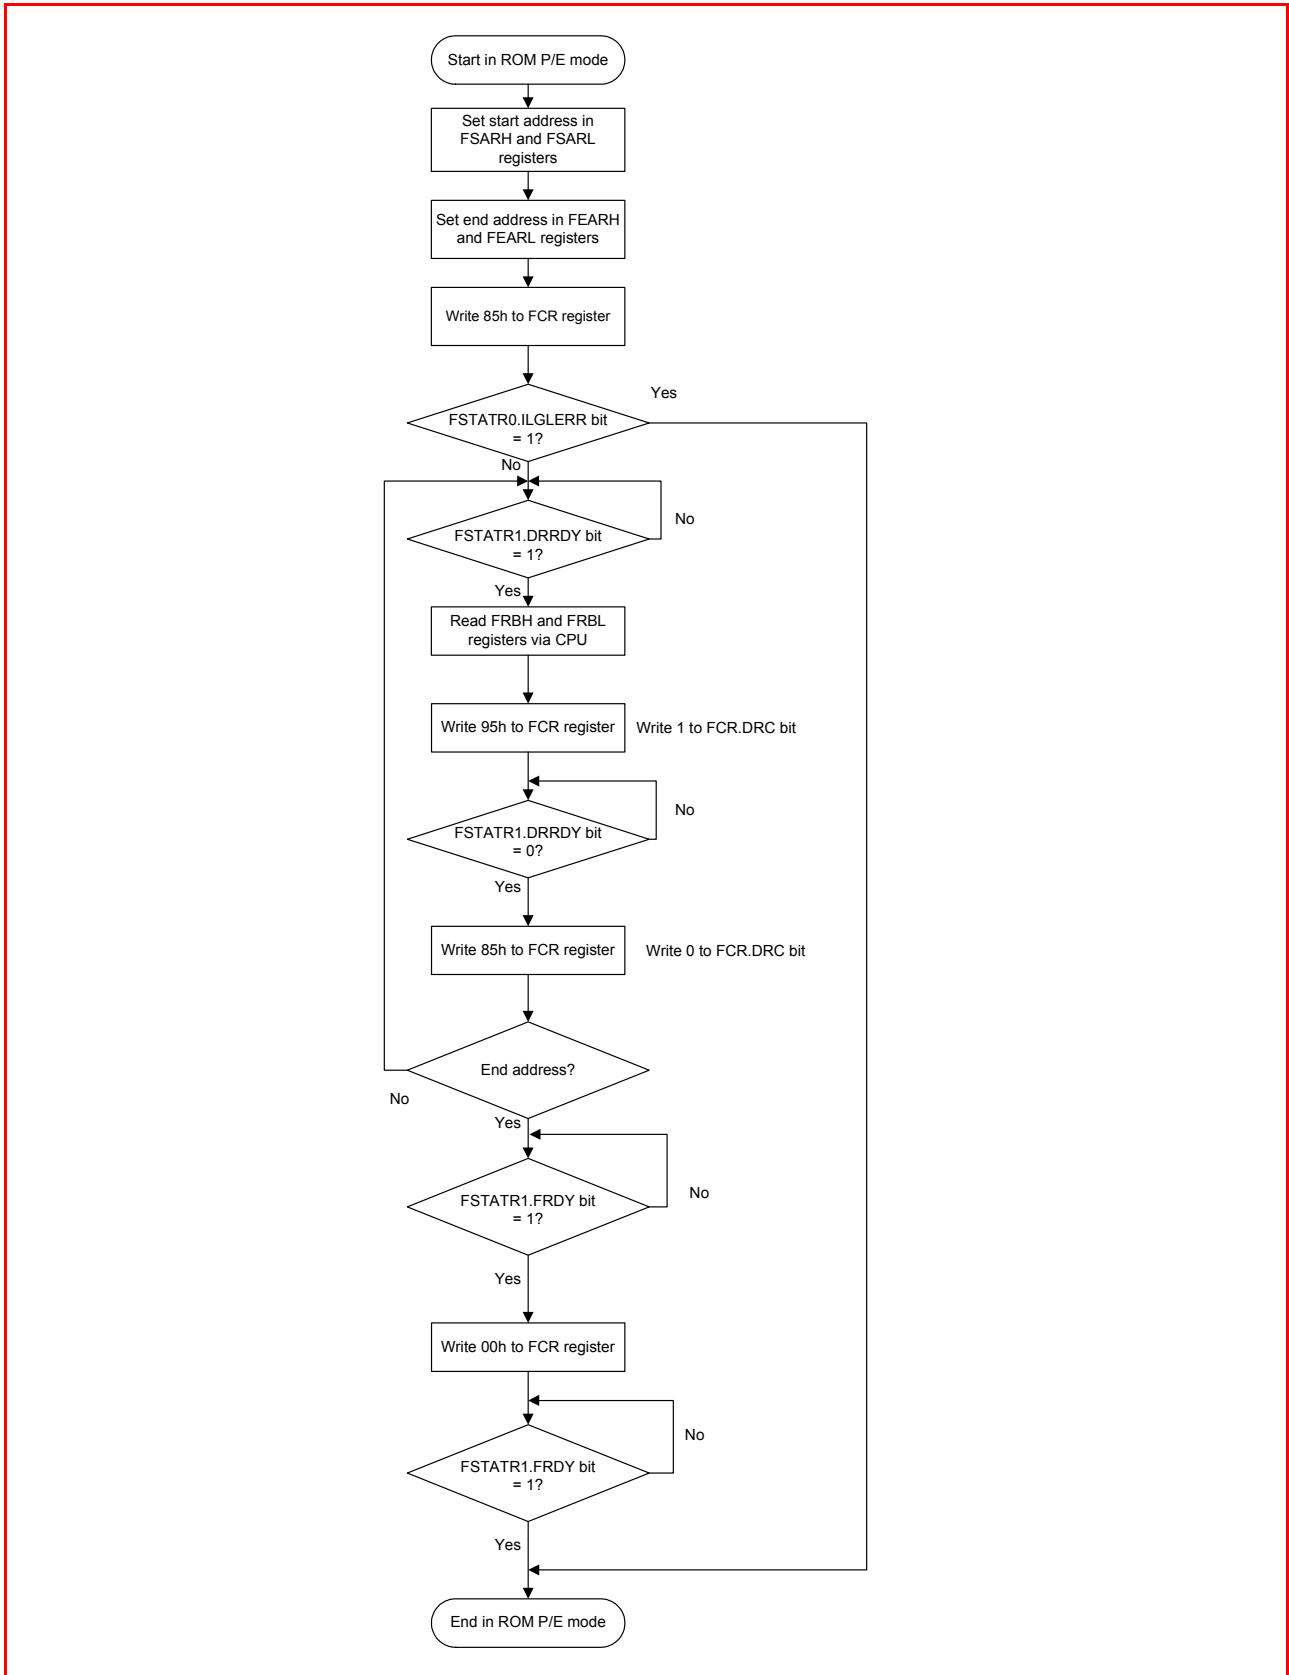 Start in ROM P/E mode
Set start address in
FSARH and FSARL
registers
Set end address in FEARH
and FEARL registers
Write 85h to FCR register
Yes
FSTATR0.ILGLERR bit
= 1?
No
No
FSTATR1.DRRDY bit
= 1?
Yes
Read FRBH and FRBL
registers via CPU
Write 95h to FCR register
Write 1 to FCR.DRC bit
No
FSTATR1.DRRDY bit
= 0?
Yes
Write 85h to FCR register
Write 0 to FCR.DRC bit
End address?
No
Yes
No
FSTATR1.FRDY bit
= 1?
Yes
Write 00h to FCR register
No
FSTATR1.FRDY bit
= 1?
Yes
End in ROM P/E mode